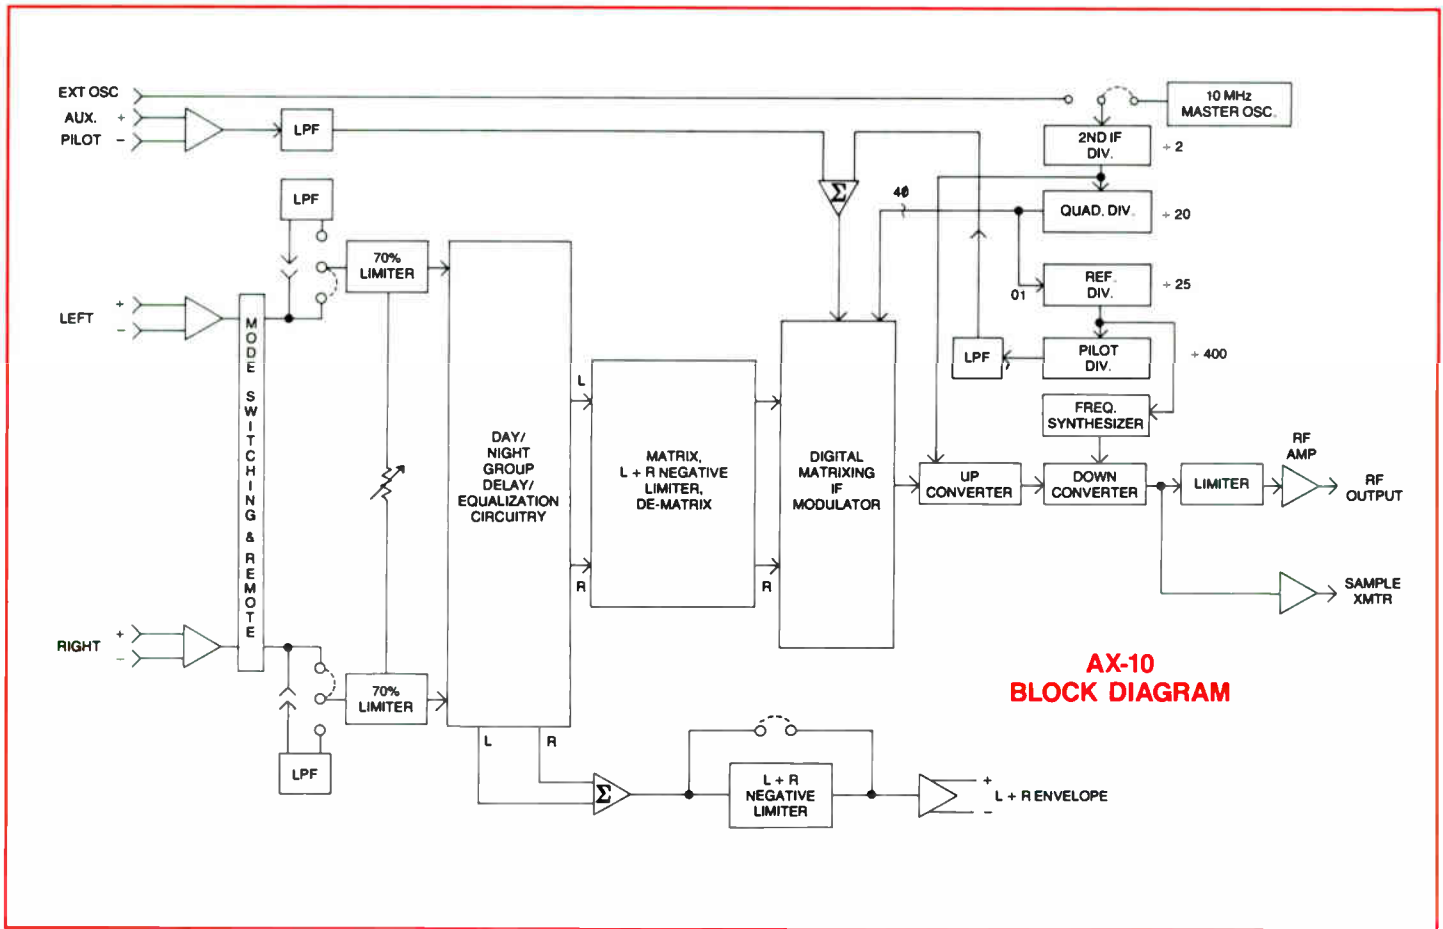 EXT OSC
AUX. +
PILOT −
LPF
10 MHz
MASTER OSC.
2ND IF
DIV.
÷ 2
Σ
QUAD. DIV.
÷ 20
LPF
70%
LIMITER
REF.
DIV.
÷ 25
01
LEFT
+
−
MODE SWITCHING & REMOTE
LPF
PILOT
DIV.
÷ 400
FREQ.
SYNTHESIZER
L
R
DAY/
NIGHT
GROUP
DELAY/
EQUALIZATION
CIRCUITRY
MATRIX,
L + R NEGATIVE
LIMITER,
DE-MATRIX
R
DIGITAL
MATRIXING
IF
MODULATOR
UP
CONVERTER
DOWN
CONVERTER
LIMITER
RF
AMP
RF
OUTPUT
SAMPLE
XMTR
RIGHT
+
−
70%
LIMITER
LPF
AX-10
BLOCK DIAGRAM
L
R
Σ
L + R
NEGATIVE
LIMITER
+
L + R ENVELOPE
−